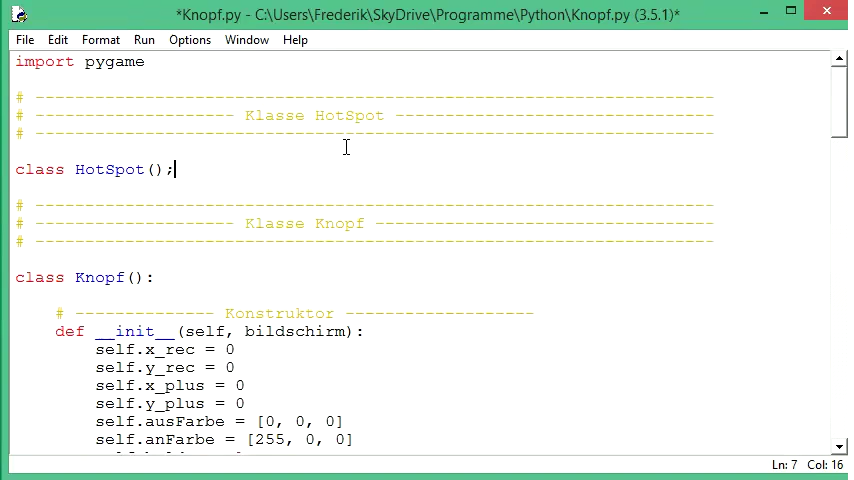 *Knopf.py - C:\Users\Frederik\SkyDrive\Programme\Python\Knopf.py (3.5.1)*
File Edit Format Run Options Window Help
import pygame
# --------------------------------------------------------------------
# -------------------- Klasse HotSpot --------------------------------
# --------------------------------------------------------------------
class HotSpot();
# --------------------------------------------------------------------
# -------------------- Klasse Knopf ----------------------------------
# --------------------------------------------------------------------
class Knopf():
    # -------------- Konstruktor -------------------
    def __init__(self, bildschirm):
        self.x_rec = 0
        self.y_rec = 0
        self.x_plus = 0
        self.y_plus = 0
        self.ausFarbe = [0, 0, 0]
        self.anFarbe = [255, 0, 0]
Ln: 7 Col: 16